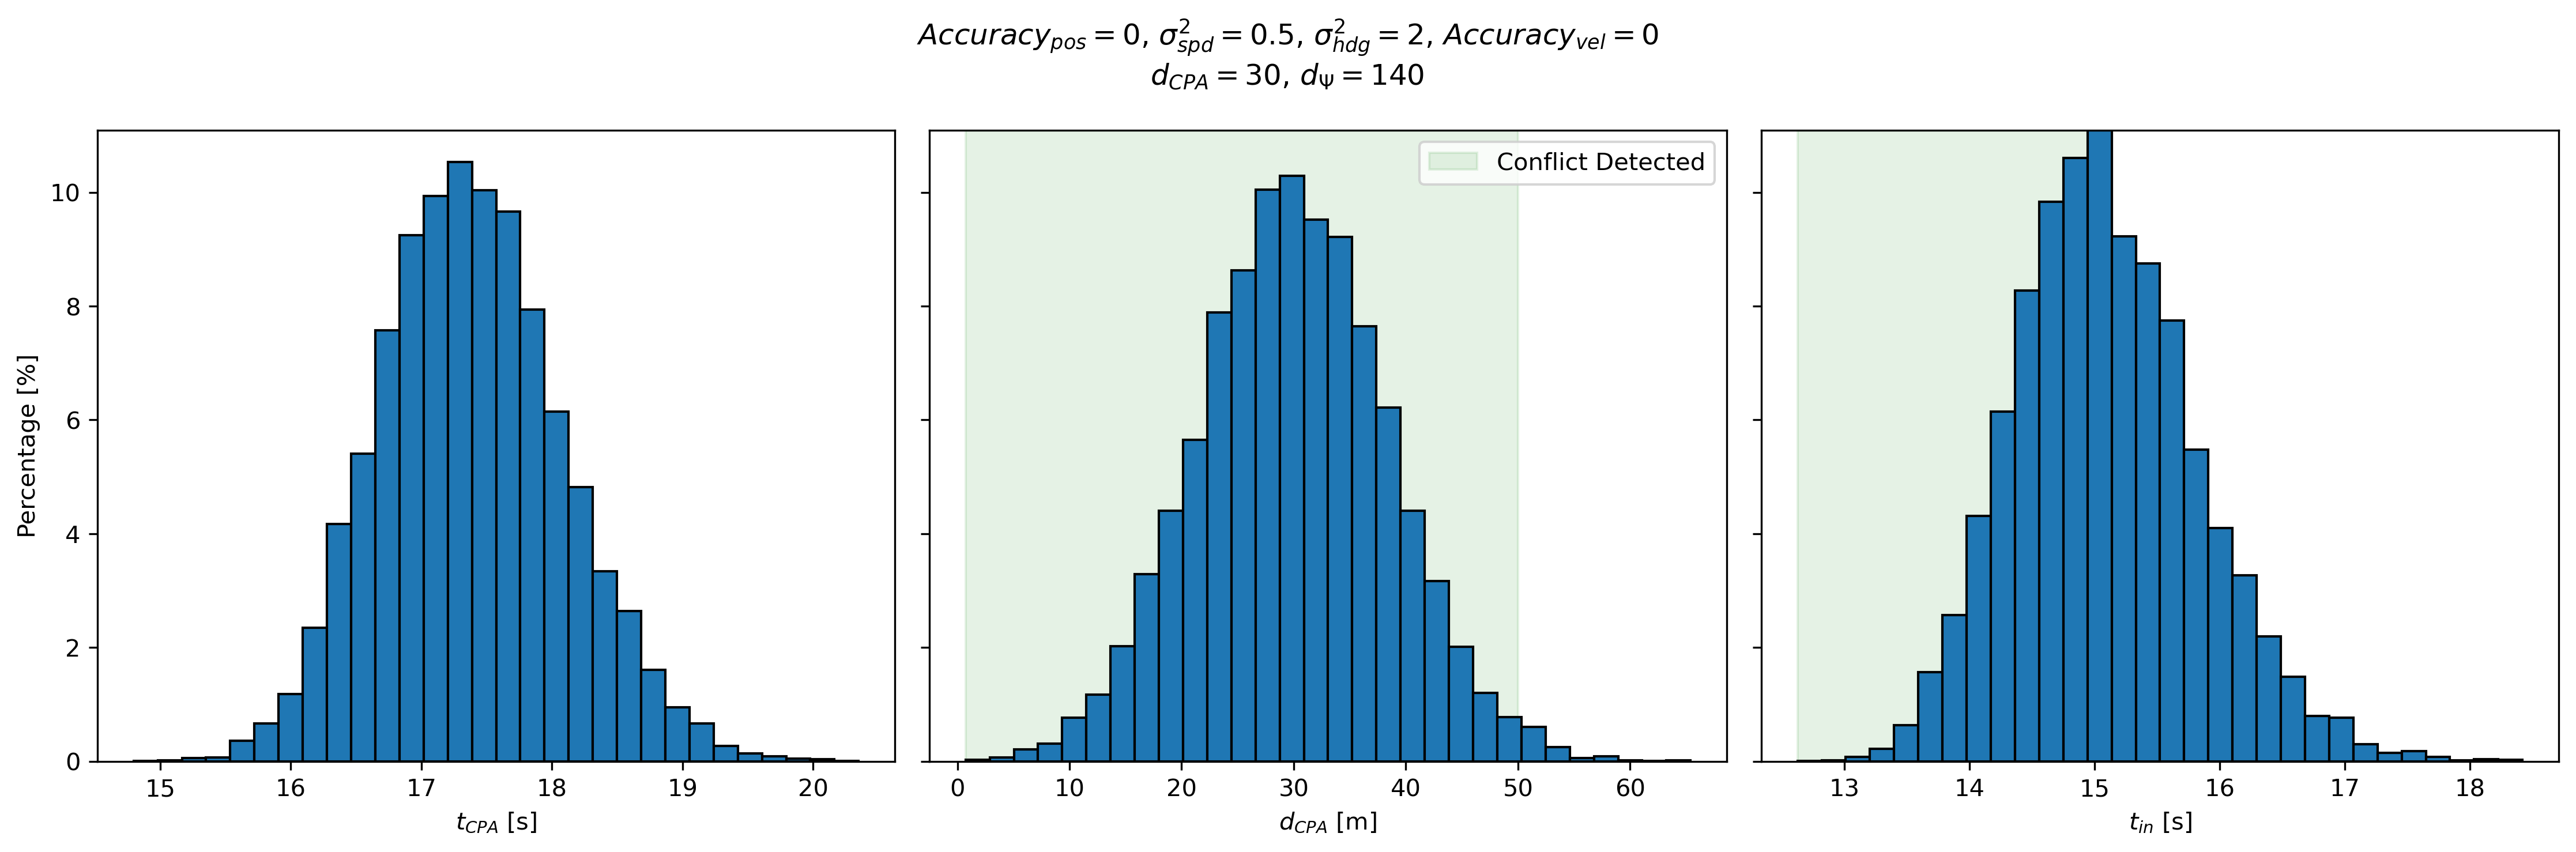 Accuracy_pos = 0, σ²_spd = 0.5, σ²_hdg = 2, Accuracy_vel = 0
d_CPA = 30, d_Ψ = 140
Percentage [%]
10
8
6
4
2
0
15 16 17 18 19 20
t_CPA [s]
Conflict Detected
0 10 20 30 40 50 60
d_CPA [m]
13 14 15 16 17 18
t_in [s]